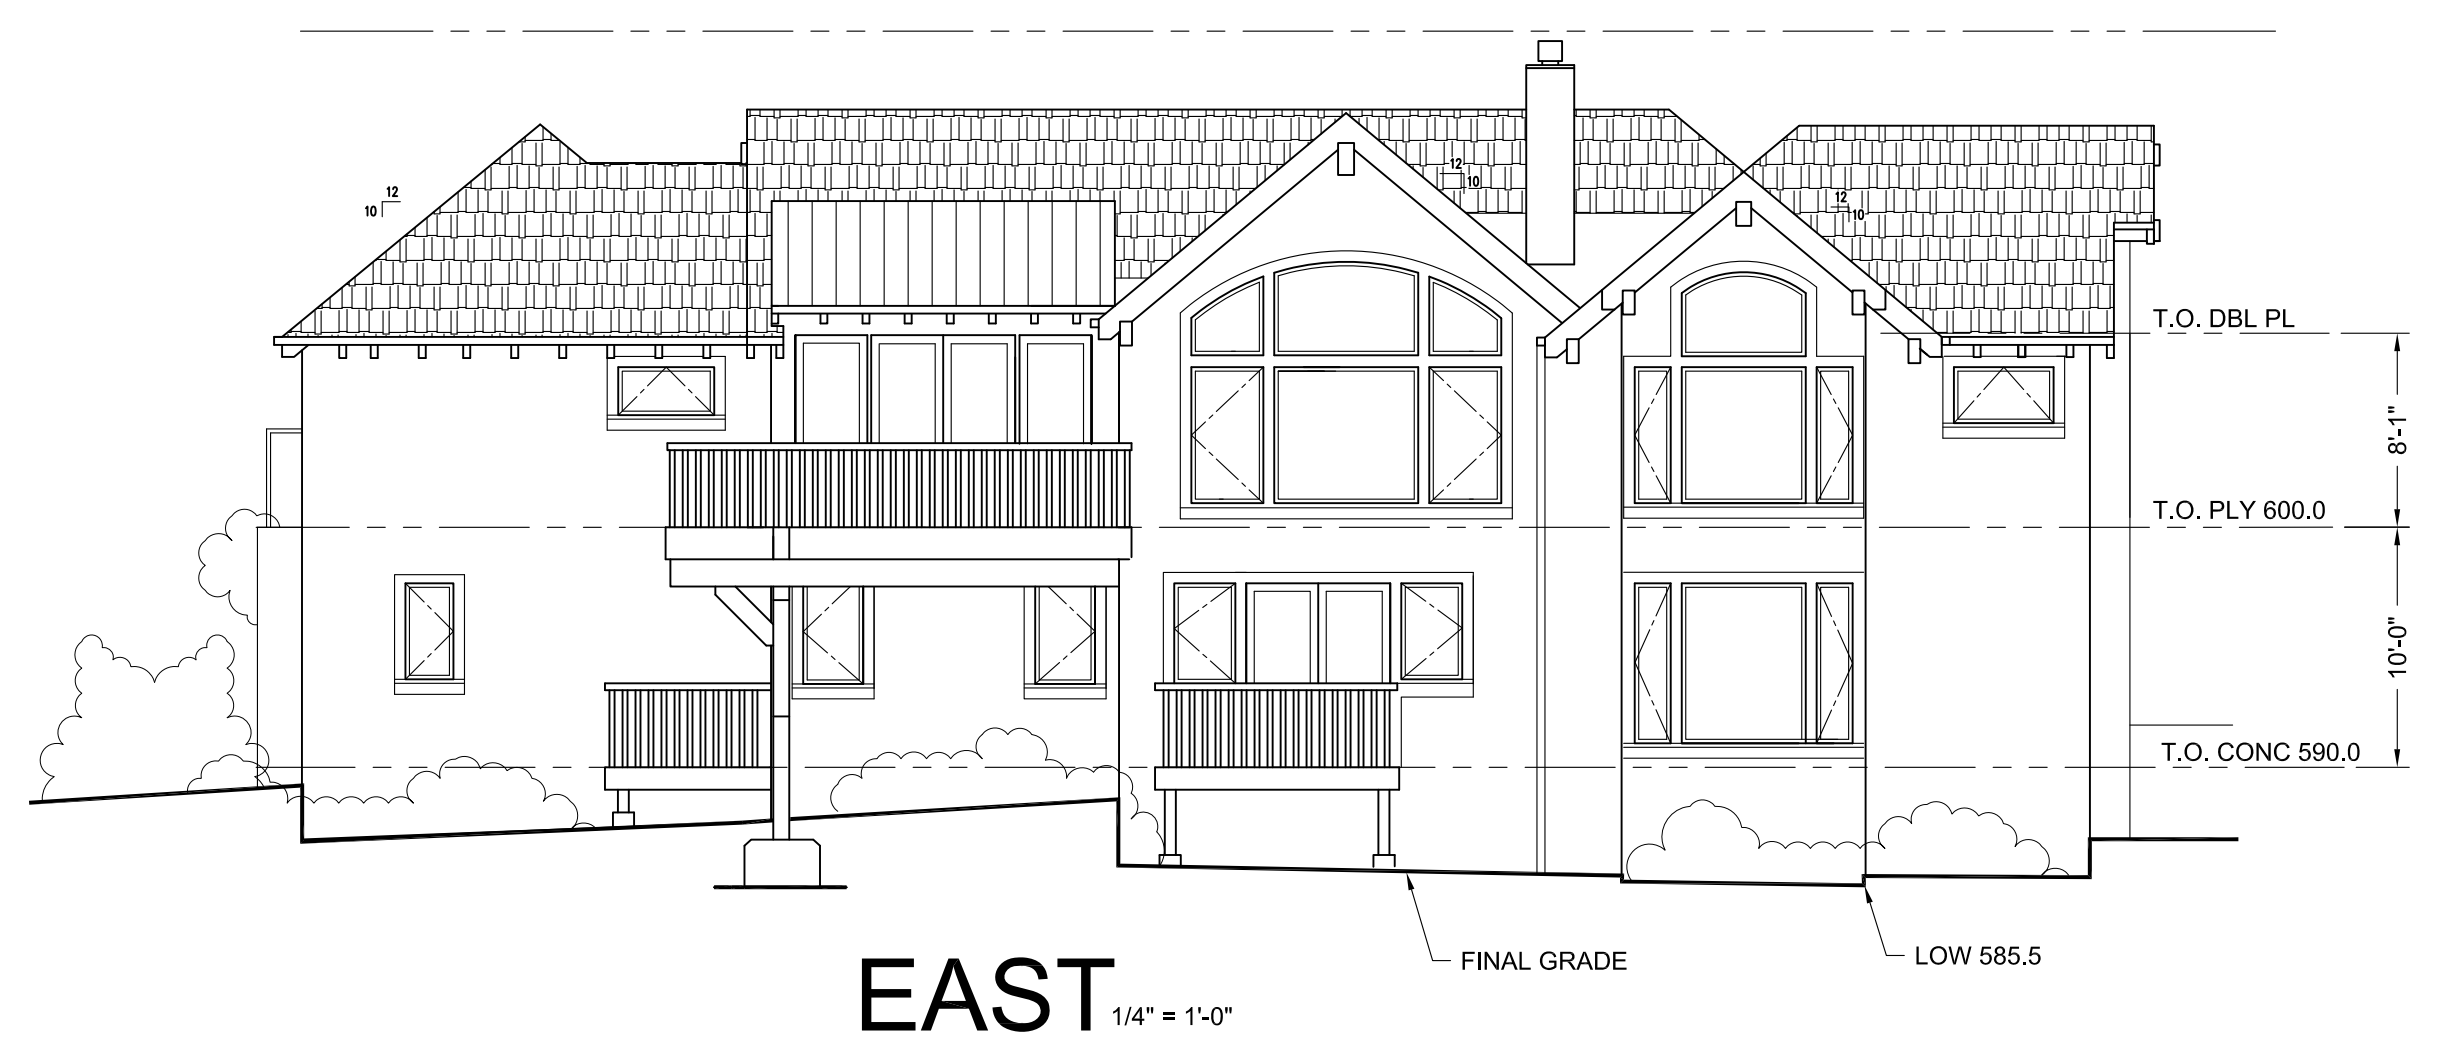 12
10
12
10
12
10
T.O. DBL PL
8'-1"
T.O. PLY 600.0
10'-0"
T.O. CONC 590.0
FINAL GRADE
LOW 585.5
EAST
1/4" = 1'-0"